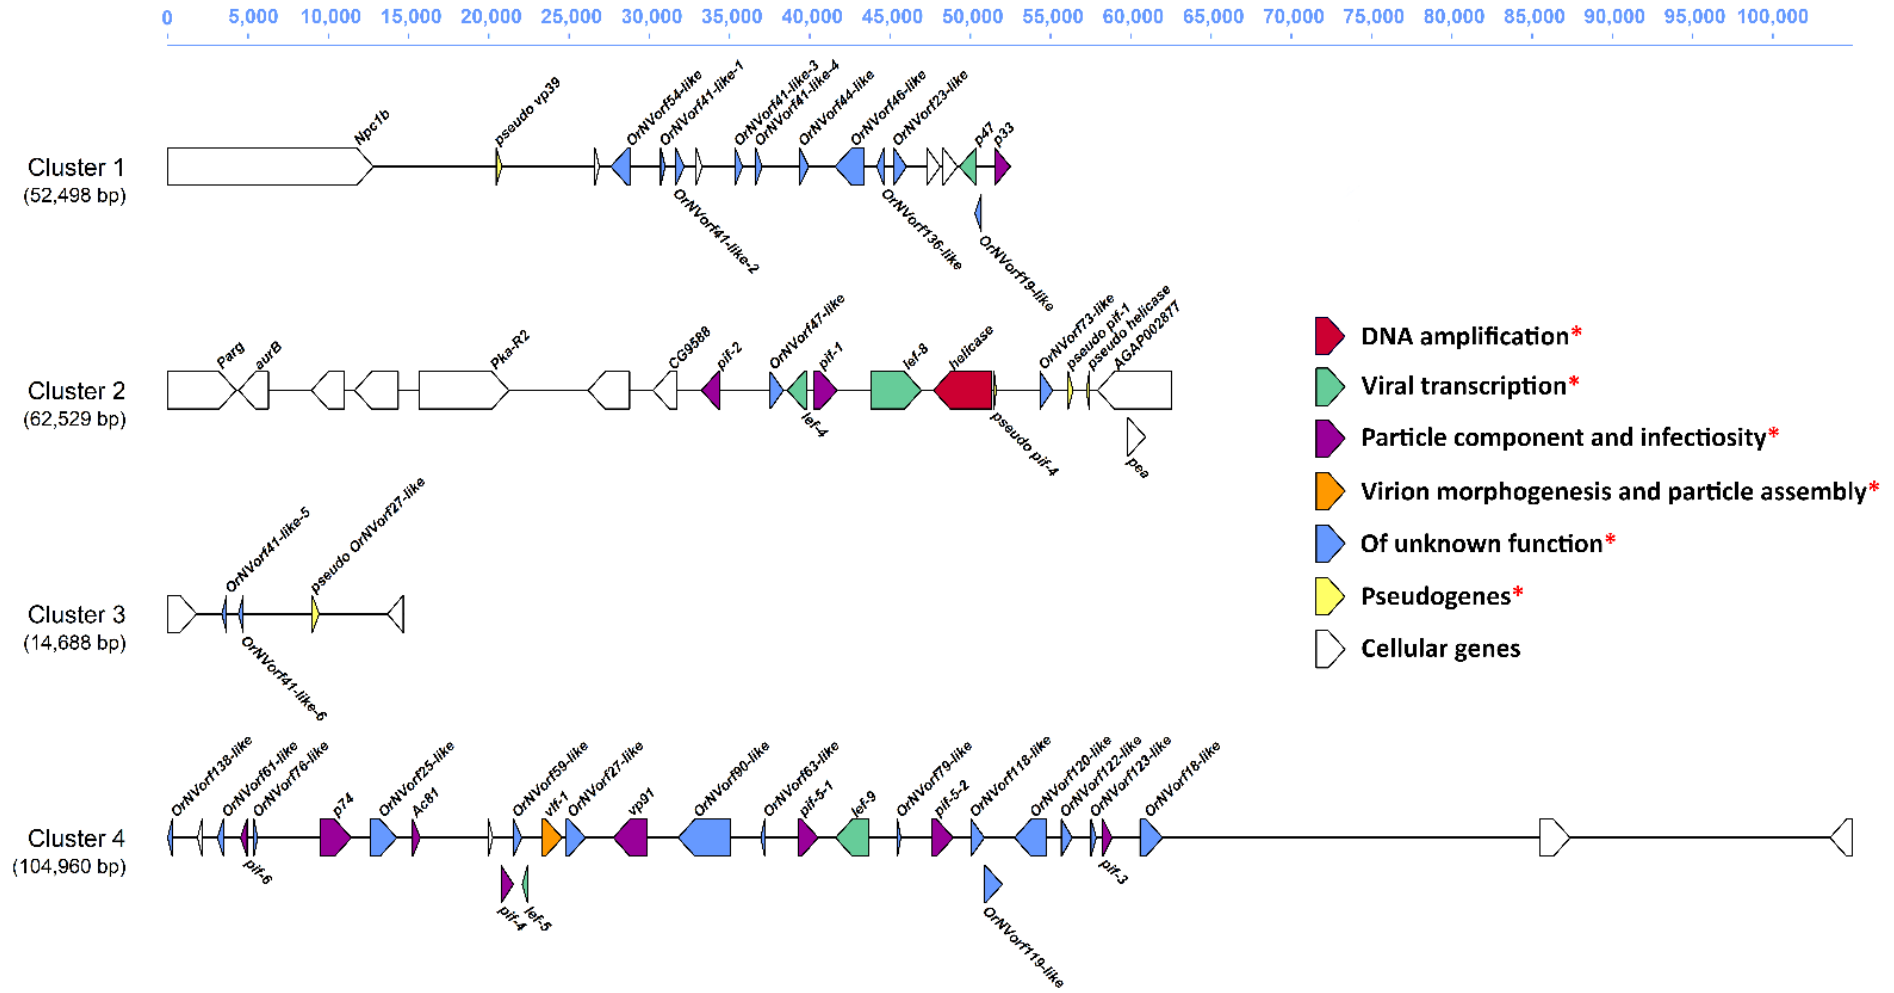 0 5,000 10,000 15,000 20,000 25,000 30,000 35,000 40,000 45,000 50,000 55,000 60,000 65,000 70,000 75,000 80,000 85,000 90,000 95,000 100,000
Cluster 1
(52,498 bp)
Npc1b
pseudo vp39
OrNVorf54-like
OrNVorf41-like-1
OrNVorf41-like-2
OrNVorf41-like-3
OrNVorf41-like-4
OrNVorf44-like
OrNVorf46-like
OrNVorf136-like
OrNVorf23-like
p47
OrNVorf19-like
p33
Cluster 2
(62,529 bp)
Parg
aurB
Pka-R2
CG9588
pif-2
OrNVorf47-like
lef-4
pif-1
lef-8
helicase
pseudo pif-4
OrNVorf73-like
pseudo pif-1
pseudo helicase
AGAP002877
pea
Cluster 3
(14,688 bp)
OrNVorf41-like-5
OrNVorf41-like-6
pseudo OrNVorf27-like
Cluster 4
(104,960 bp)
OrNVorf138-like
OrNVorf61-like
pif-6
OrNVorf76-like
p74
OrNVorf25-like
Ac81
pif-4
OrNVorf59-like
lef-5
vlf-1
OrNVorf27-like
vp91
OrNVorf90-like
OrNVorf63-like
pif-5-1
lef-9
OrNVorf79-like
pif-5-2
OrNVorf118-like
OrNVorf119-like
OrNVorf120-like
OrNVorf122-like
OrNVorf123-like
pif-3
OrNVorf18-like
DNA amplification*
Viral transcription*
Particle component and infectiosity*
Virion morphogenesis and particle assembly*
Of unknown function*
Pseudogenes*
Cellular genes